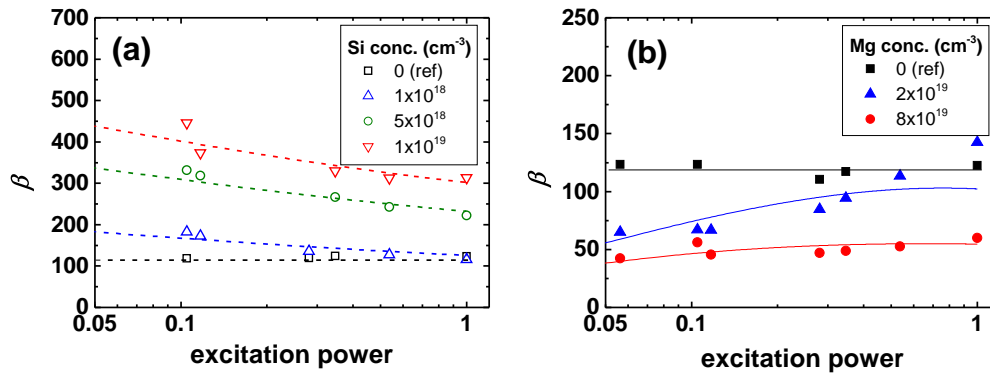 (a)
Si conc. (cm⁻³)
0 (ref)
1x10¹⁸
5x10¹⁸
1x10¹⁹
700
600
500
400
300
200
100
0
β
0.05
0.1
1
excitation power
(b)
Mg conc. (cm⁻³)
0 (ref)
2x10¹⁹
8x10¹⁹
250
200
150
100
50
0
β
0.05
0.1
1
excitation power